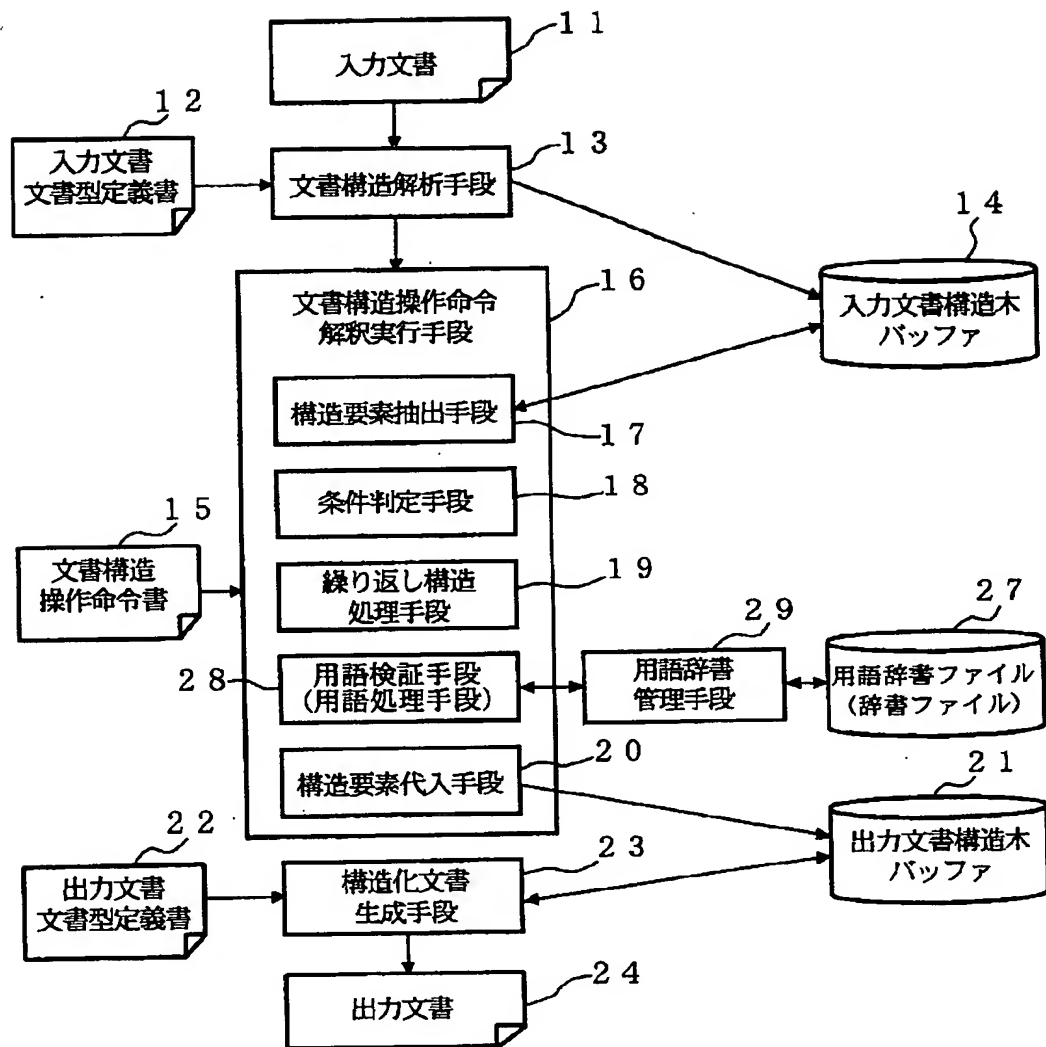 １１
入力文書
１２
入力文書
文書型定義書
１３
文書構造解析手段
１４
入力文書構造木
バッファ
１６
文書構造操作命令
解釈実行手段
構造要素抽出手段
１７
条件判定手段
１８
１５
文書構造
操作命令書
繰り返し構造
処理手段
１９
２８
用語検証手段
(用語処理手段)
２９
用語辞書
管理手段
２７
用語辞書ファイル
(辞書ファイル)
構造要素代入手段
２０
２１
出力文書構造木
バッファ
２２
出力文書
文書型定義書
２３
構造化文書
生成手段
２４
出力文書